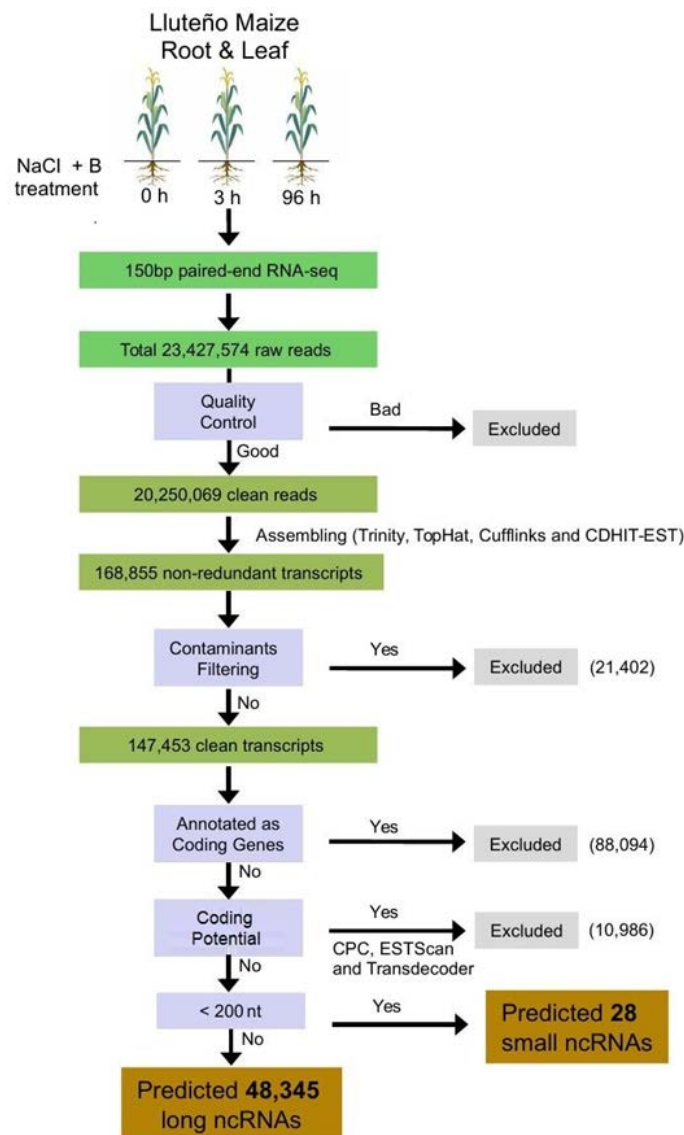 Lluteño Maize
Root & Leaf
NaCl + B
treatment
0 h
3 h
96 h
150bp paired-end RNA-seq
Total 23,427,574 raw reads
Quality
Control
Bad
Excluded
Good
20,250,069 clean reads
Assembling (Trinity, TopHat, Cufflinks and CDHIT-EST)
168,855 non-redundant transcripts
Contaminants
Filtering
Yes
Excluded
(21,402)
No
147,453 clean transcripts
Annotated as
Coding Genes
Yes
Excluded
(88,094)
No
Coding
Potential
Yes
Excluded
(10,986)
CPC, ESTScan
and Transdecoder
No
< 200 nt
Yes
Predicted 28
small ncRNAs
No
Predicted 48,345
long ncRNAs